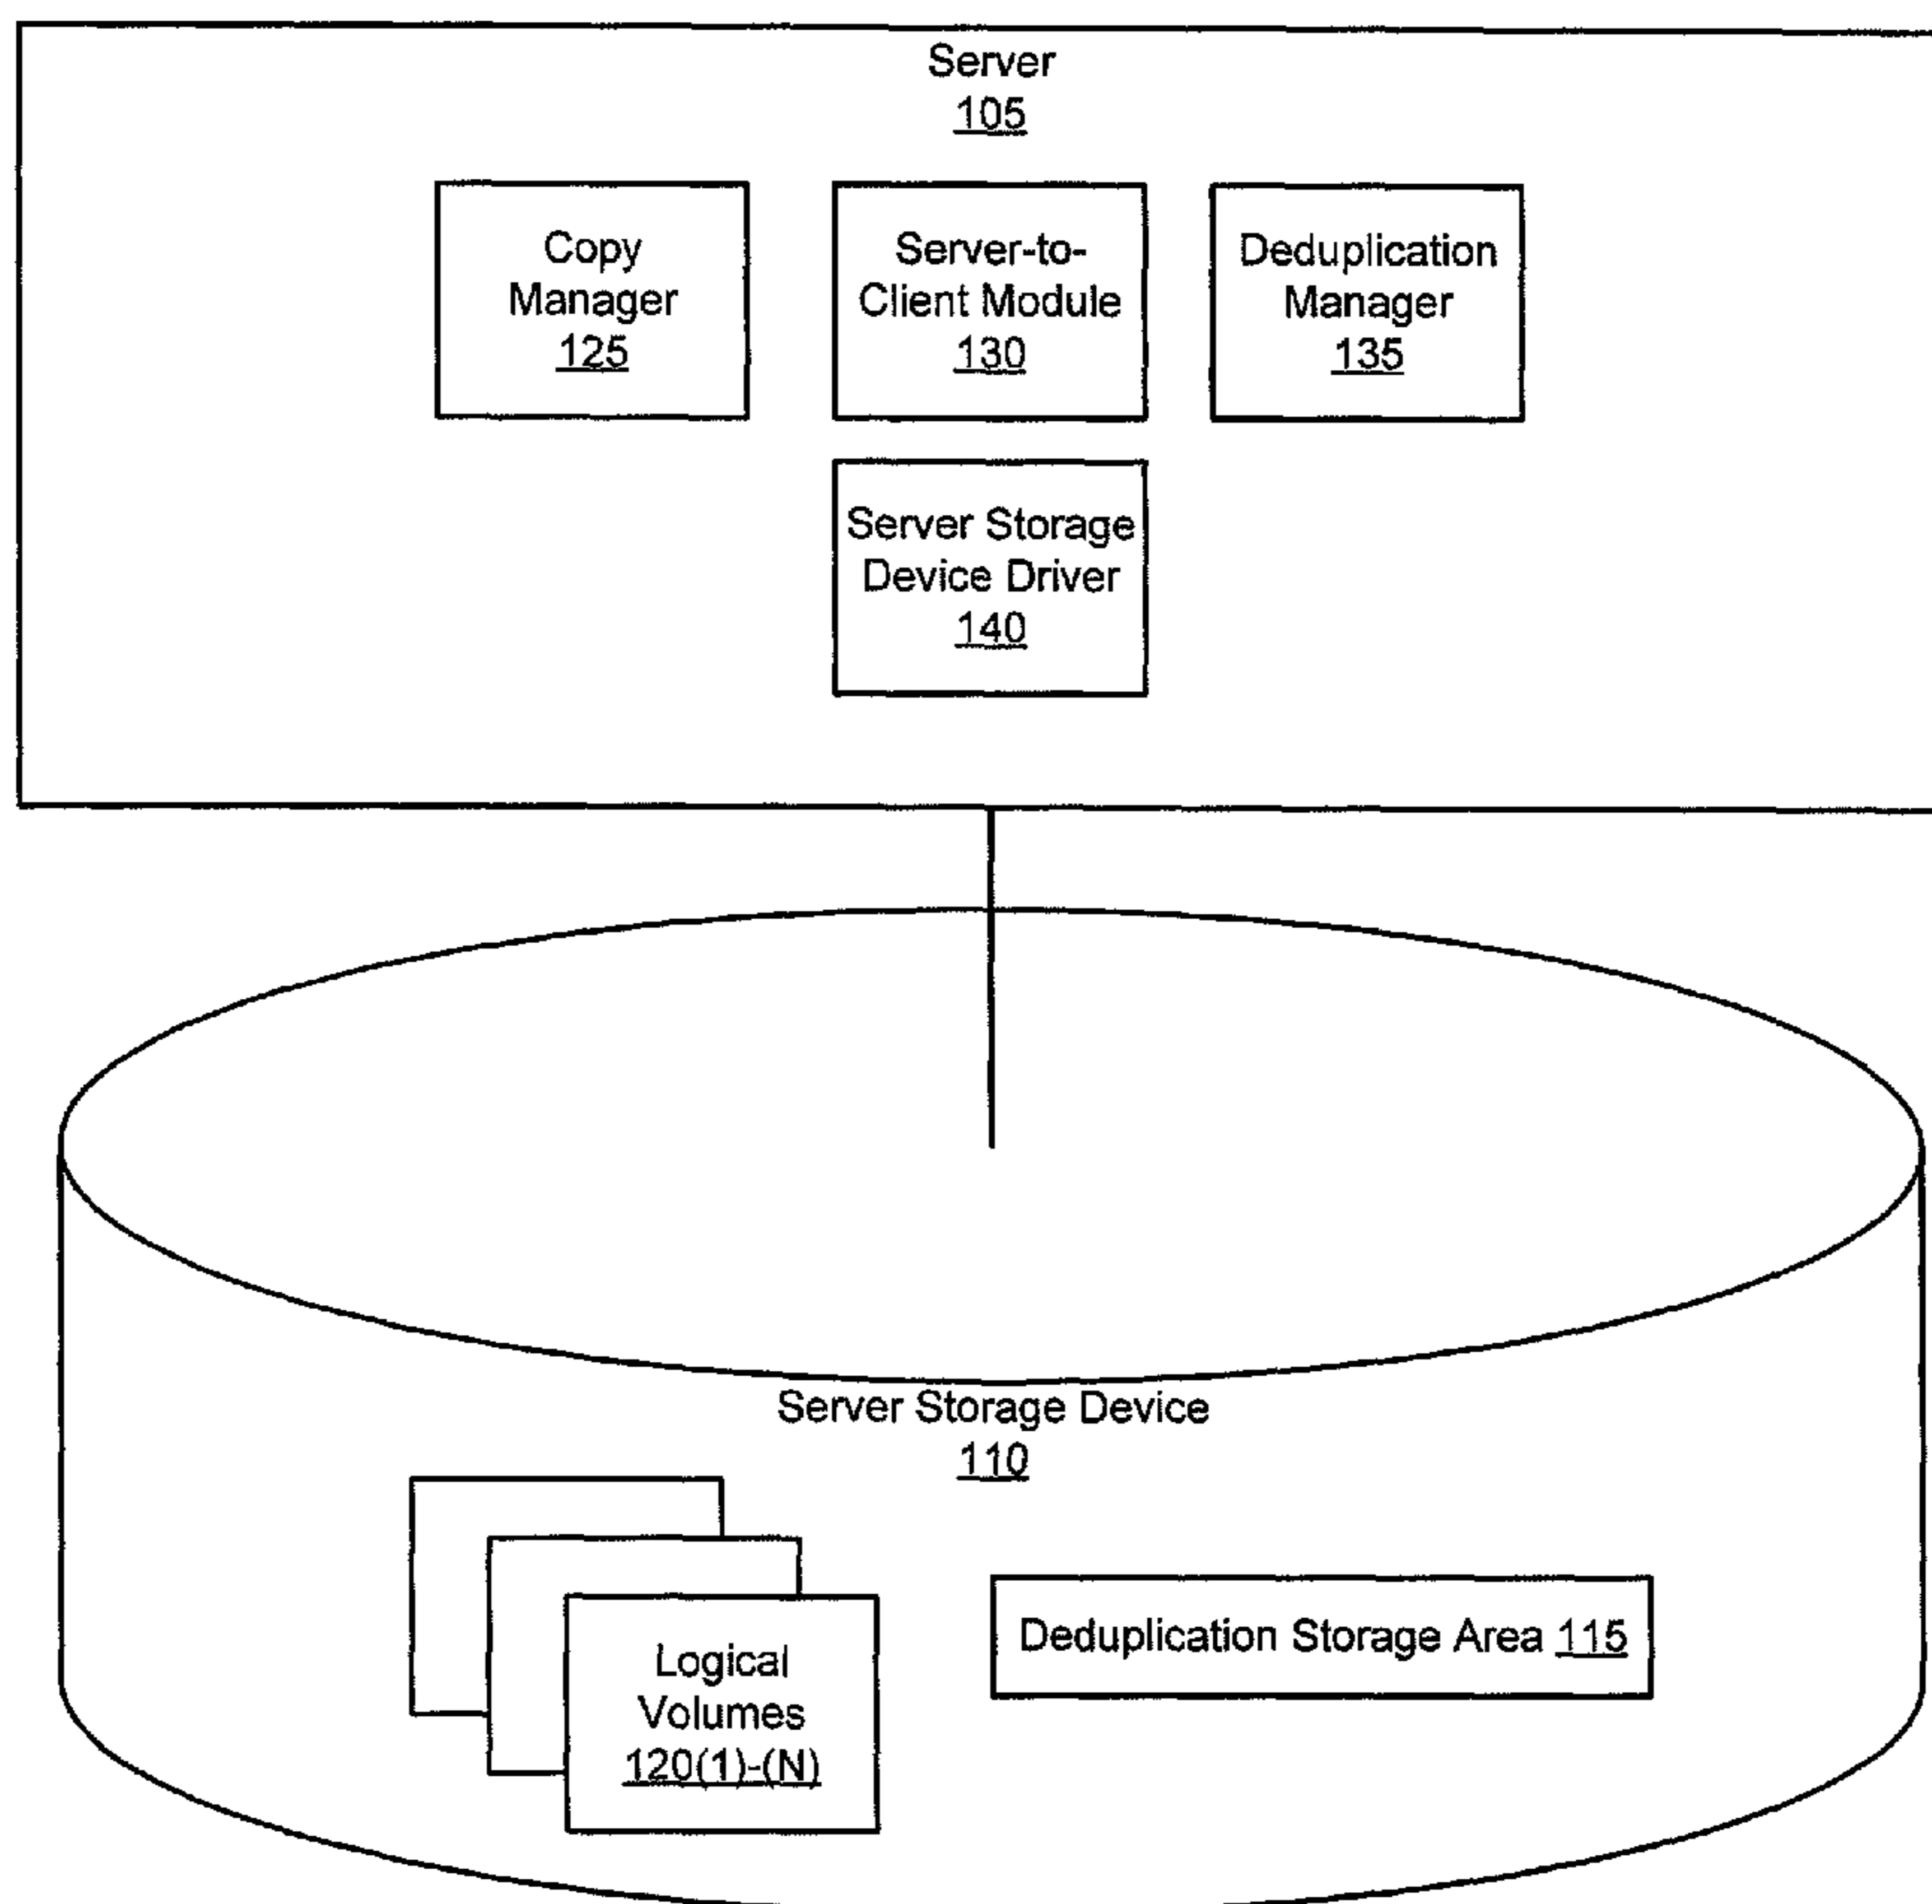 Server
105
Copy
Manager
125
Server-to-
Client Module
130
Deduplication
Manager
135
Server Storage
Device Driver
140
Server Storage Device
110
Logical
Volumes
120(1)-(N)
Deduplication Storage Area 115